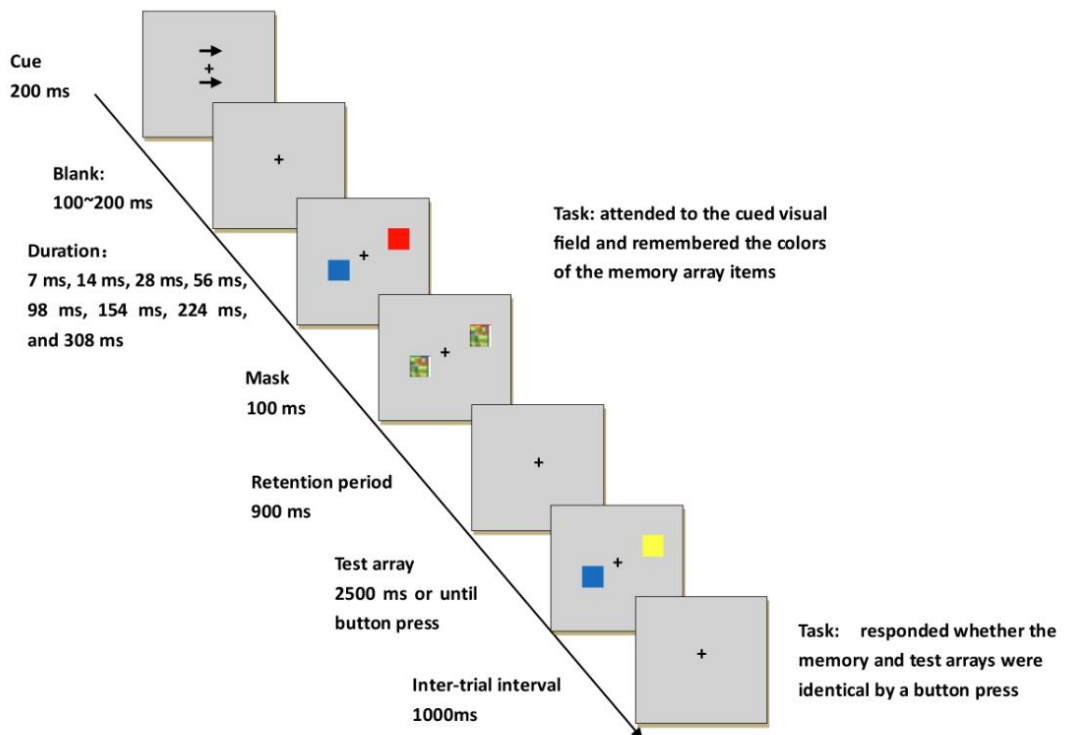 Cue
200 ms
Blank:
100~200 ms
Duration：
7 ms, 14 ms, 28 ms, 56 ms,
98 ms, 154 ms, 224 ms,
and 308 ms
Task: attended to the cued visual
field and remembered the colors
of the memory array items
Mask
100 ms
Retention period
900 ms
Test array
2500 ms or until
button press
Task: responded whether the
memory and test arrays were
identical by a button press
Inter-trial interval
1000ms